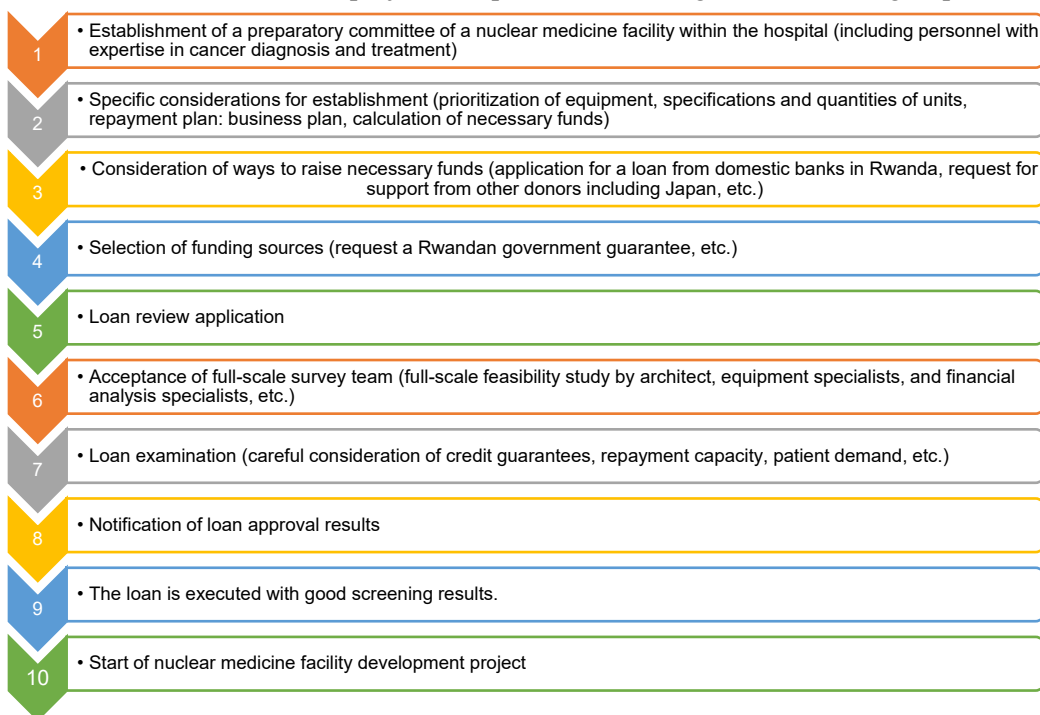 1
• Establishment of a preparatory committee of a nuclear medicine facility within the hospital (including personnel with
expertise in cancer diagnosis and treatment)
2
• Specific considerations for establishment (prioritization of equipment, specifications and quantities of units,
repayment plan: business plan, calculation of necessary funds)
3
• Consideration of ways to raise necessary funds (application for a loan from domestic banks in Rwanda, request for
support from other donors including Japan, etc.)
4
• Selection of funding sources (request a Rwandan government guarantee, etc.)
5
• Loan review application
6
• Acceptance of full-scale survey team (full-scale feasibility study by architect, equipment specialists, and financial
analysis specialists, etc.)
7
• Loan examination (careful consideration of credit guarantees, repayment capacity, patient demand, etc.)
8
• Notification of loan approval results
9
• The loan is executed with good screening results.
10
• Start of nuclear medicine facility development project